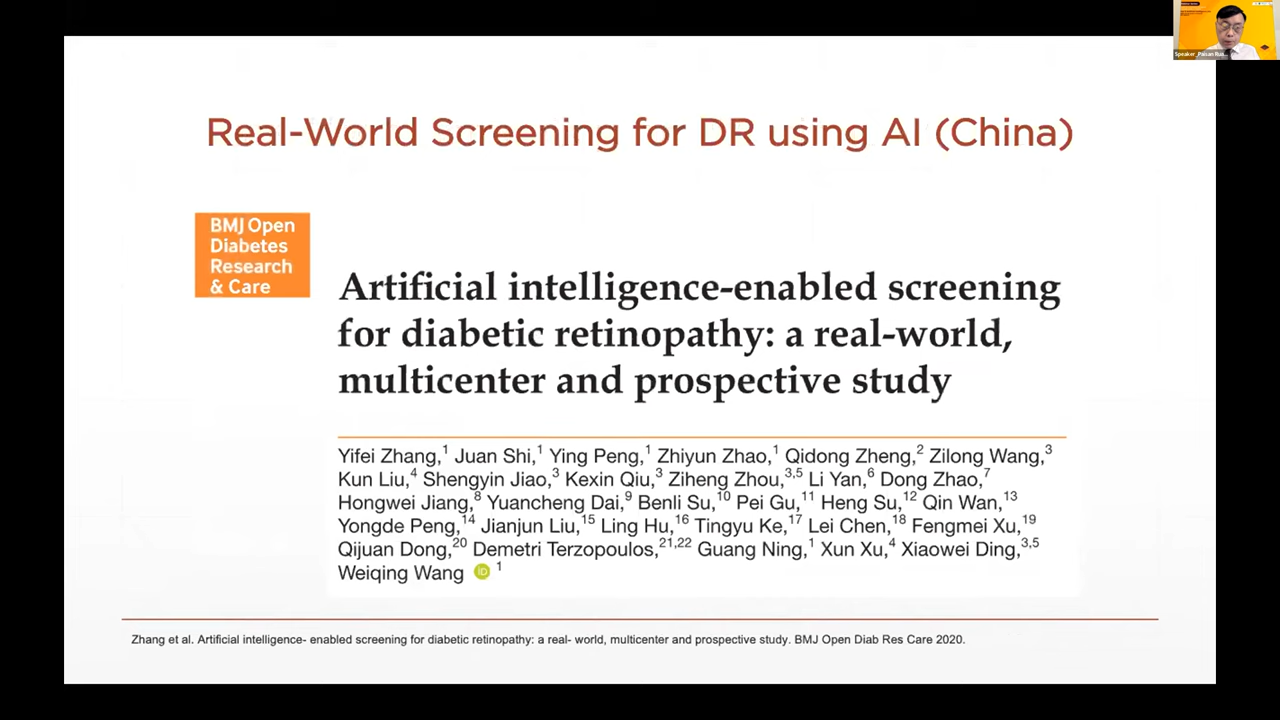 Real-World Screening for DR using AI (China)
BMJ Open
Diabetes
Research
& Care
Artificial intelligence-enabled screening
for diabetic retinopathy: a real-world,
multicenter and prospective study
Yifei Zhang,1 Juan Shi,1 Ying Peng,1 Zhiyun Zhao,1 Qidong Zheng,2 Zilong Wang,3
Kun Liu,4 Shengyin Jiao,3 Kexin Qiu,3 Ziheng Zhou,3,5 Li Yan,6 Dong Zhao,7
Hongwei Jiang,8 Yuancheng Dai,9 Benli Su,10 Pei Gu,11 Heng Su,12 Qin Wan,13
Yongde Peng,14 Jianjun Liu,15 Ling Hu,16 Tingyu Ke,17 Lei Chen,18 Fengmei Xu,19
Qijuan Dong,20 Demetri Terzopoulos,21,22 Guang Ning,1 Xun Xu,4 Xiaowei Ding,3,5
Weiqing Wang iD 1
Zhang et al. Artificial intelligence- enabled screening for diabetic retinopathy: a real- world, multicenter and prospective study. BMJ Open Diab Res Care 2020.
Speaker_Paisan